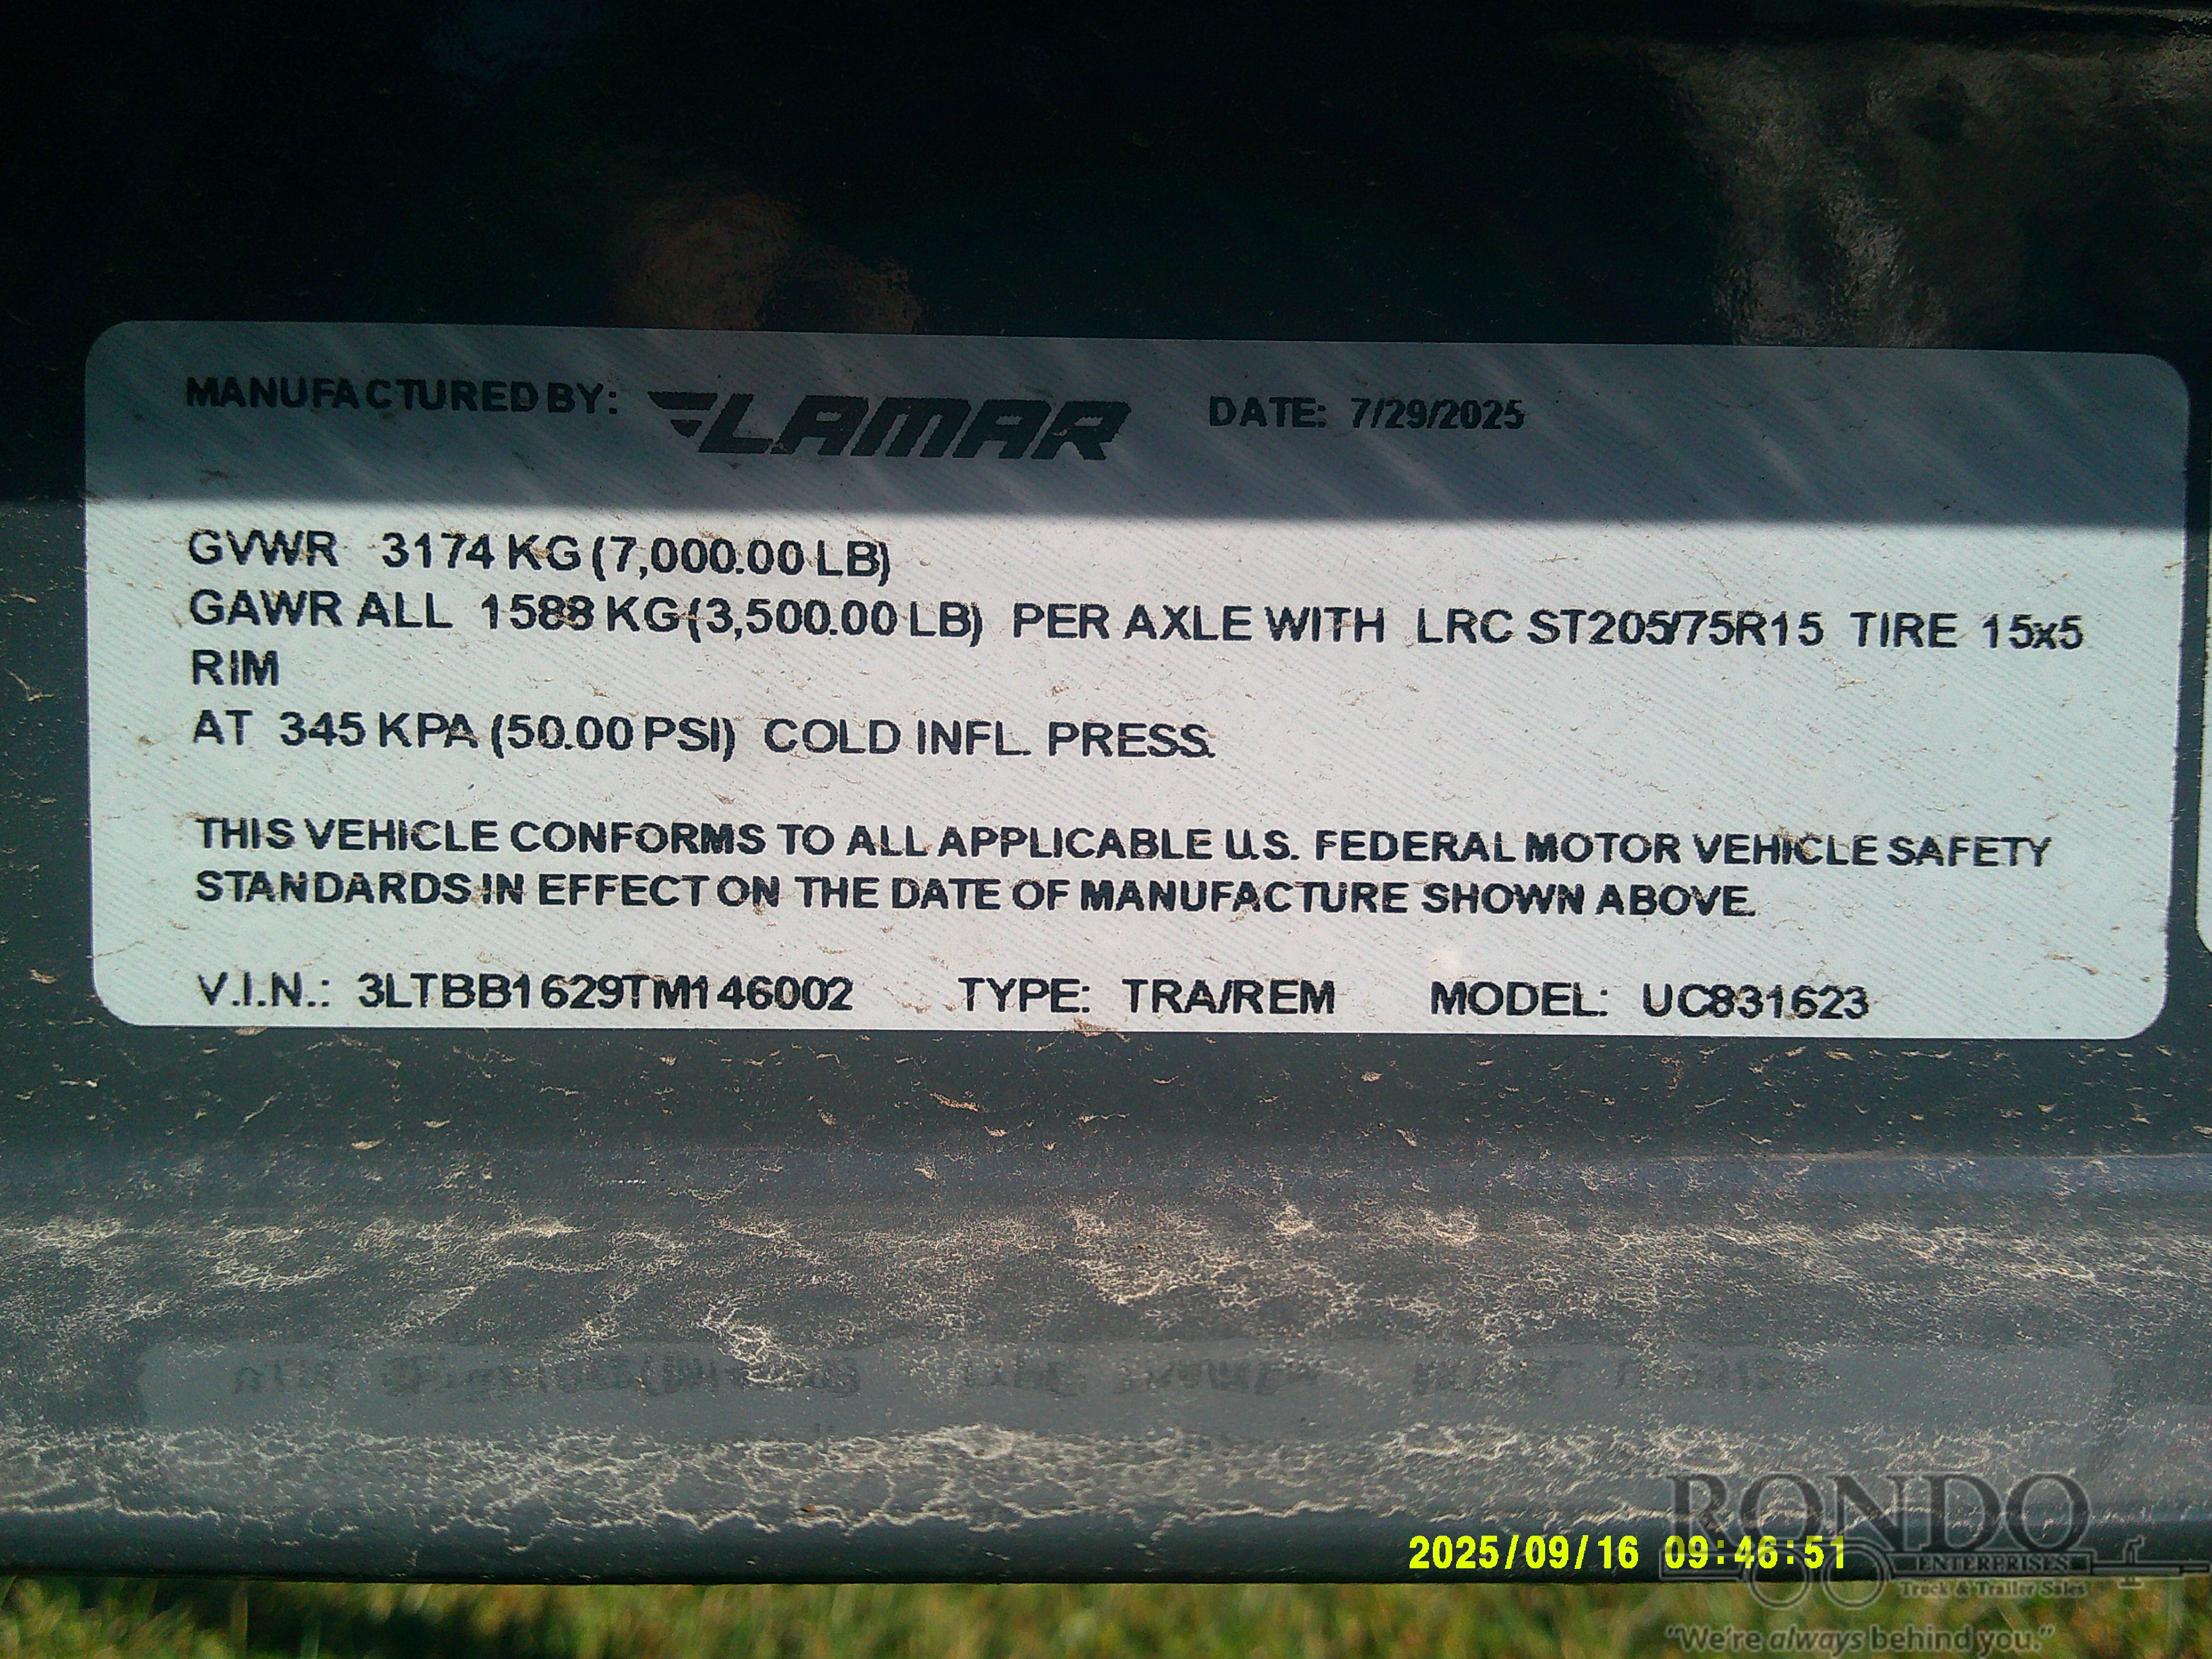 MANUFACTURED BY: LAMAR DATE: 7/29/2025
GVWR 3174 KG (7,000.00 LB)
GAWR ALL 1588 KG (3,500.00 LB) PER AXLE WITH LRC ST205/75R15 TIRE 15x5
RIM
AT 345 KPA (50.00 PSI) COLD INFL. PRESS.
THIS VEHICLE CONFORMS TO ALL APPLICABLE U.S. FEDERAL MOTOR VEHICLE SAFETY
STANDARDS IN EFFECT ON THE DATE OF MANUFACTURE SHOWN ABOVE.
V.I.N.: 3LTBB1629TM146002 TYPE: TRA/REM MODEL: UC831623
2025/09/16 09:46:51
RONDO
ENTERPRISES
Truck & Trailer Sales
"We're always behind you."